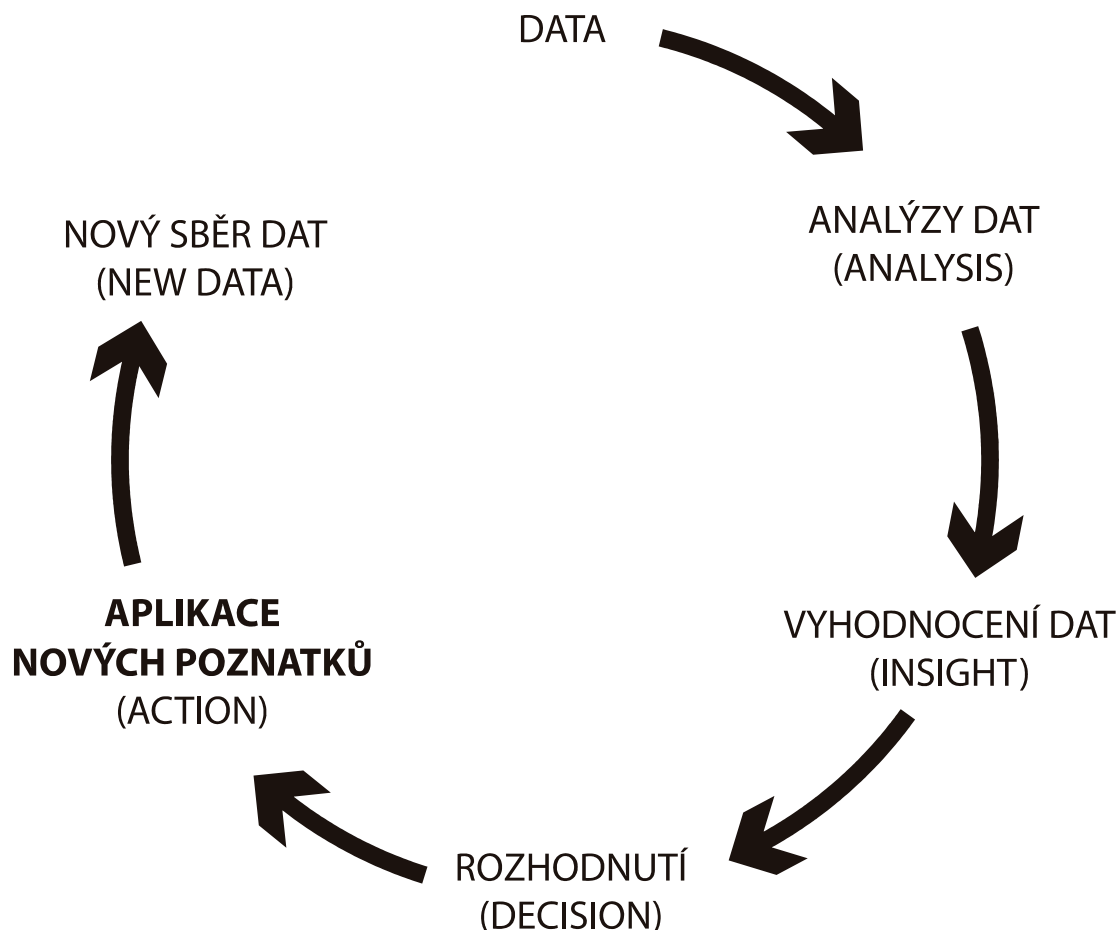 DATA
ANALÝZY DAT
(ANALYSIS)
VYHODNOCENÍ DAT
(INSIGHT)
ROZHODNUTÍ
(DECISION)
APLIKACE
NOVÝCH POZNATKŮ
(ACTION)
NOVÝ SBĚR DAT
(NEW DATA)